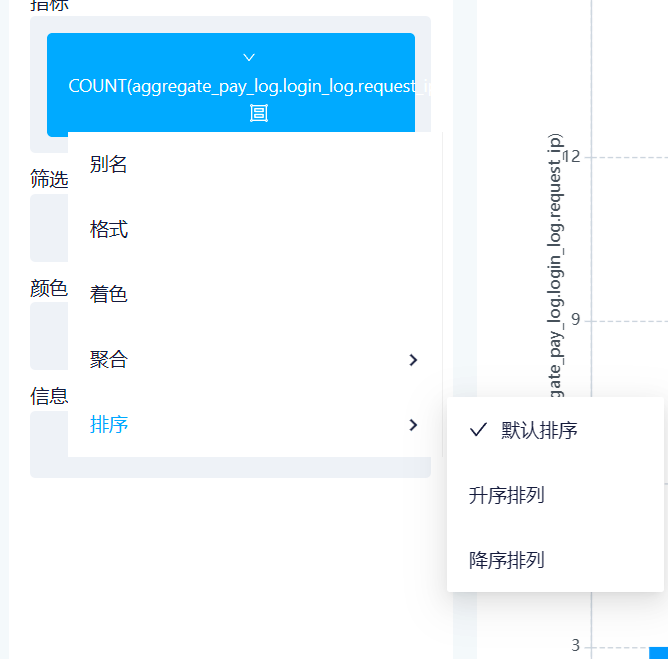 指标
COUNT(aggregate_pay_log.login_log.request_ip
别名
格式
着色
聚合
排序
筛选
颜色
信息
默认排序
升序排列
降序排列
gate_pay_log.login_log.request_ip)
12
9
3